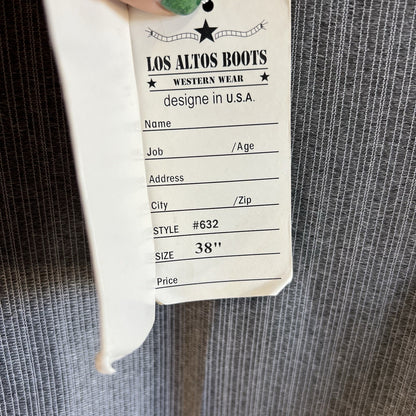 LOS ALTOS BOOTS
WESTERN WEAR
designe in U.S.A.
Name
Job /Age
Address
City /Zip
STYLE #632
SIZE 38"
Price